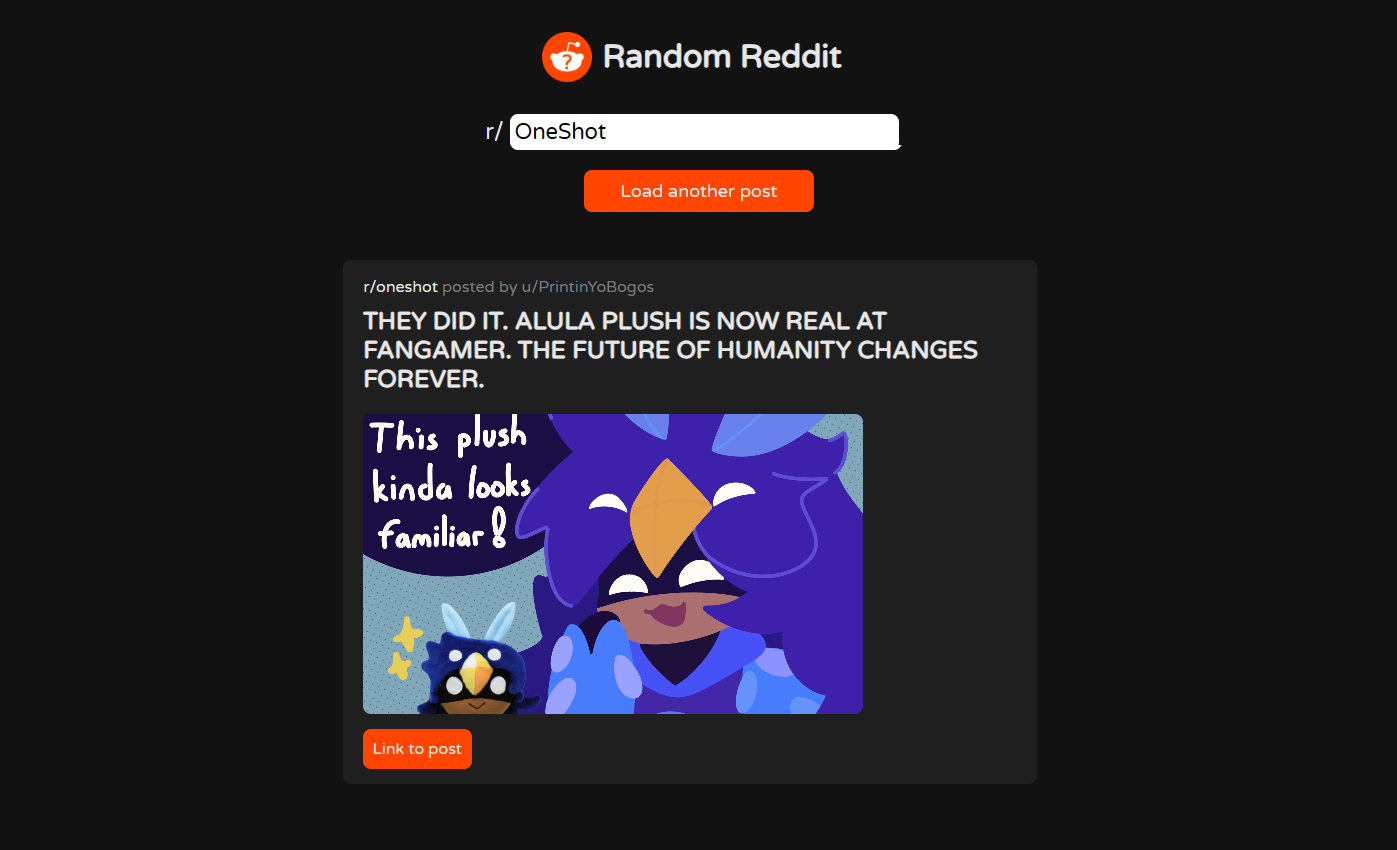 Random Reddit
r/ OneShot
Load another post
r/oneshot posted by u/PrintinYoBogos
THEY DID IT. ALULA PLUSH IS NOW REAL AT
FANGAMER. THE FUTURE OF HUMANITY CHANGES
FOREVER.
This plush
kinda looks
familiar!
Link to post